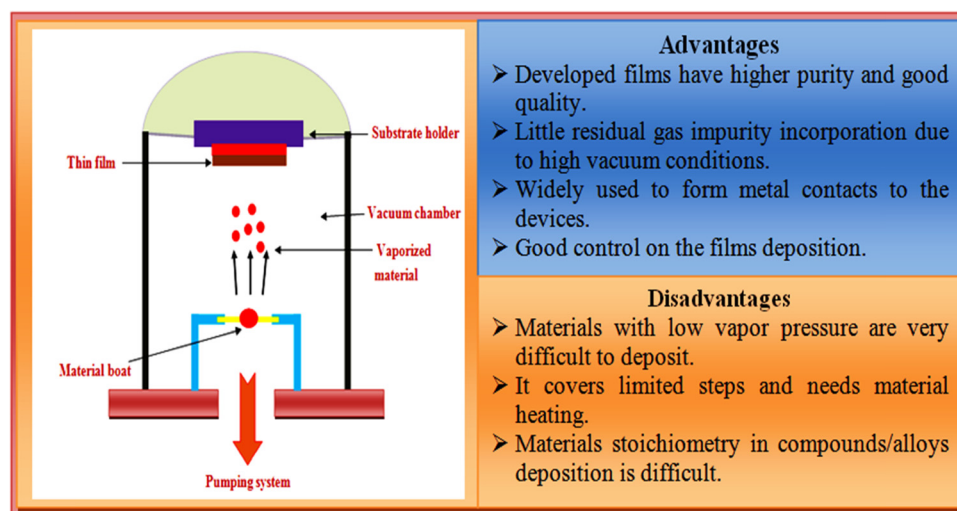 Substrate holder
Thin film
Vacuum chamber
Vaporized
material
Material boat
Pumping system
Advantages
➤ Developed films have higher purity and good
quality.
➤ Little residual gas impurity incorporation due
to high vacuum conditions.
➤ Widely used to form metal contacts to the
devices.
➤ Good control on the films deposition.
Disadvantages
➤ Materials with low vapor pressure are very
difficult to deposit.
➤ It covers limited steps and needs material
heating.
➤ Materials stoichiometry in compounds/alloys
deposition is difficult.